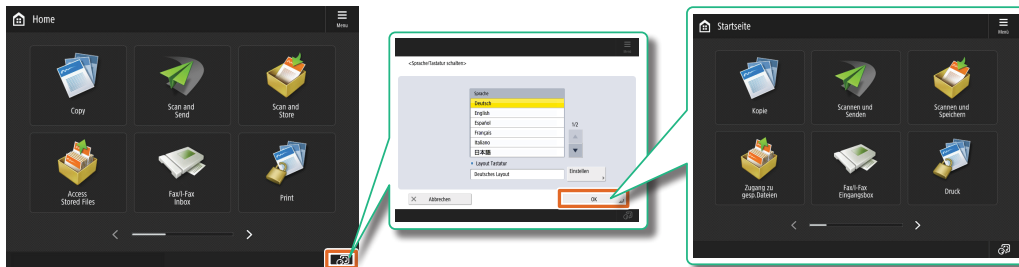 Home
Menu
Copy
Scan and
Send
Scan and
Store
Access
Stored Files
Fax/I-Fax
Inbox
Print
<Sprache/Tastatur schalten>
Sprache
Deutsch
English
Español
Français
Italiano
日本語
1/2
Layout Tastatur
Deutsches Layout
Einstellen
Abbrechen
OK
Startseite
Menü
Kopie
Scannen und
Senden
Scannen und
Speichern
Zugang zu
gesp.Dateien
Fax/I-Fax
Eingangsbox
Druck